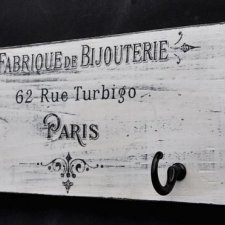 FABRIQUE DE BIJOUTERIE
62 Rue Turbigo
PARIS